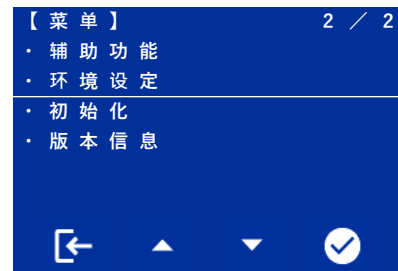 【菜单】 2／2
・辅助功能
・环境设定
・初始化
・版本信息